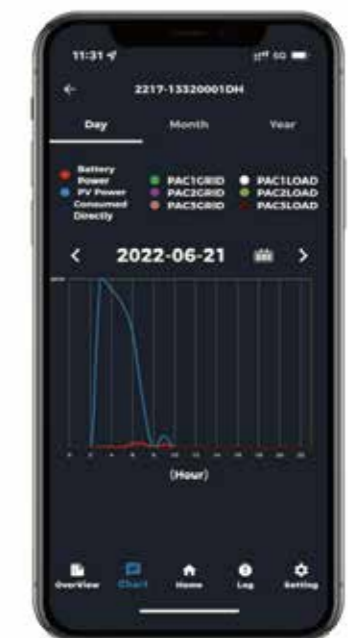 11:31
2217-13320001DH
Day Month Year
Battery Power
PV Power
Consumed Directly
PAC1GRID PAC1LOAD
PAC2GRID PAC2LOAD
PAC3GRID PAC3LOAD
2022-06-21
(Hour)
OverView Chart Home Log Setting